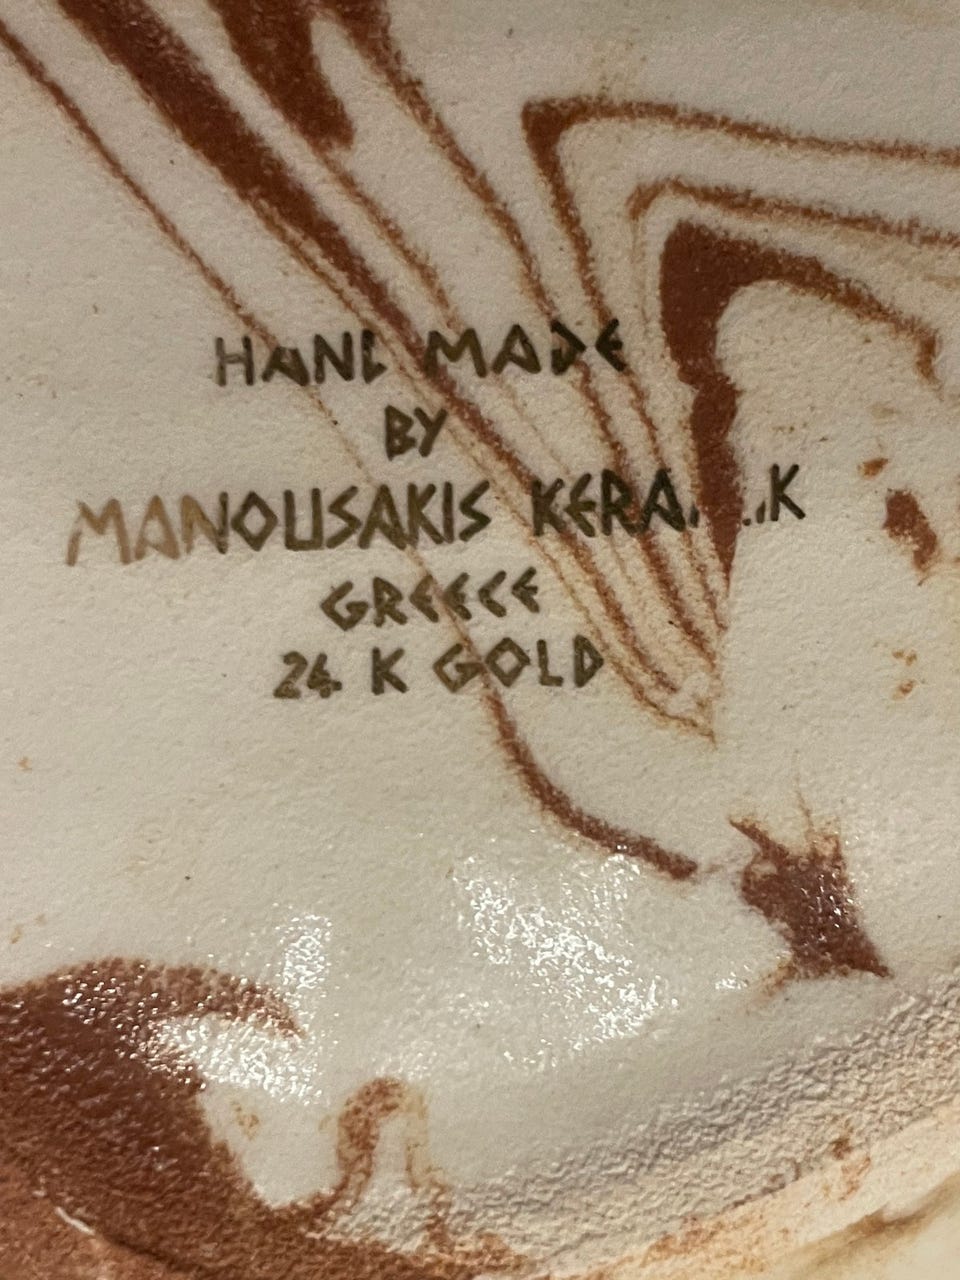 HAND MADE
BY
MANOUSAKIS
GREECE
24 K GOLD